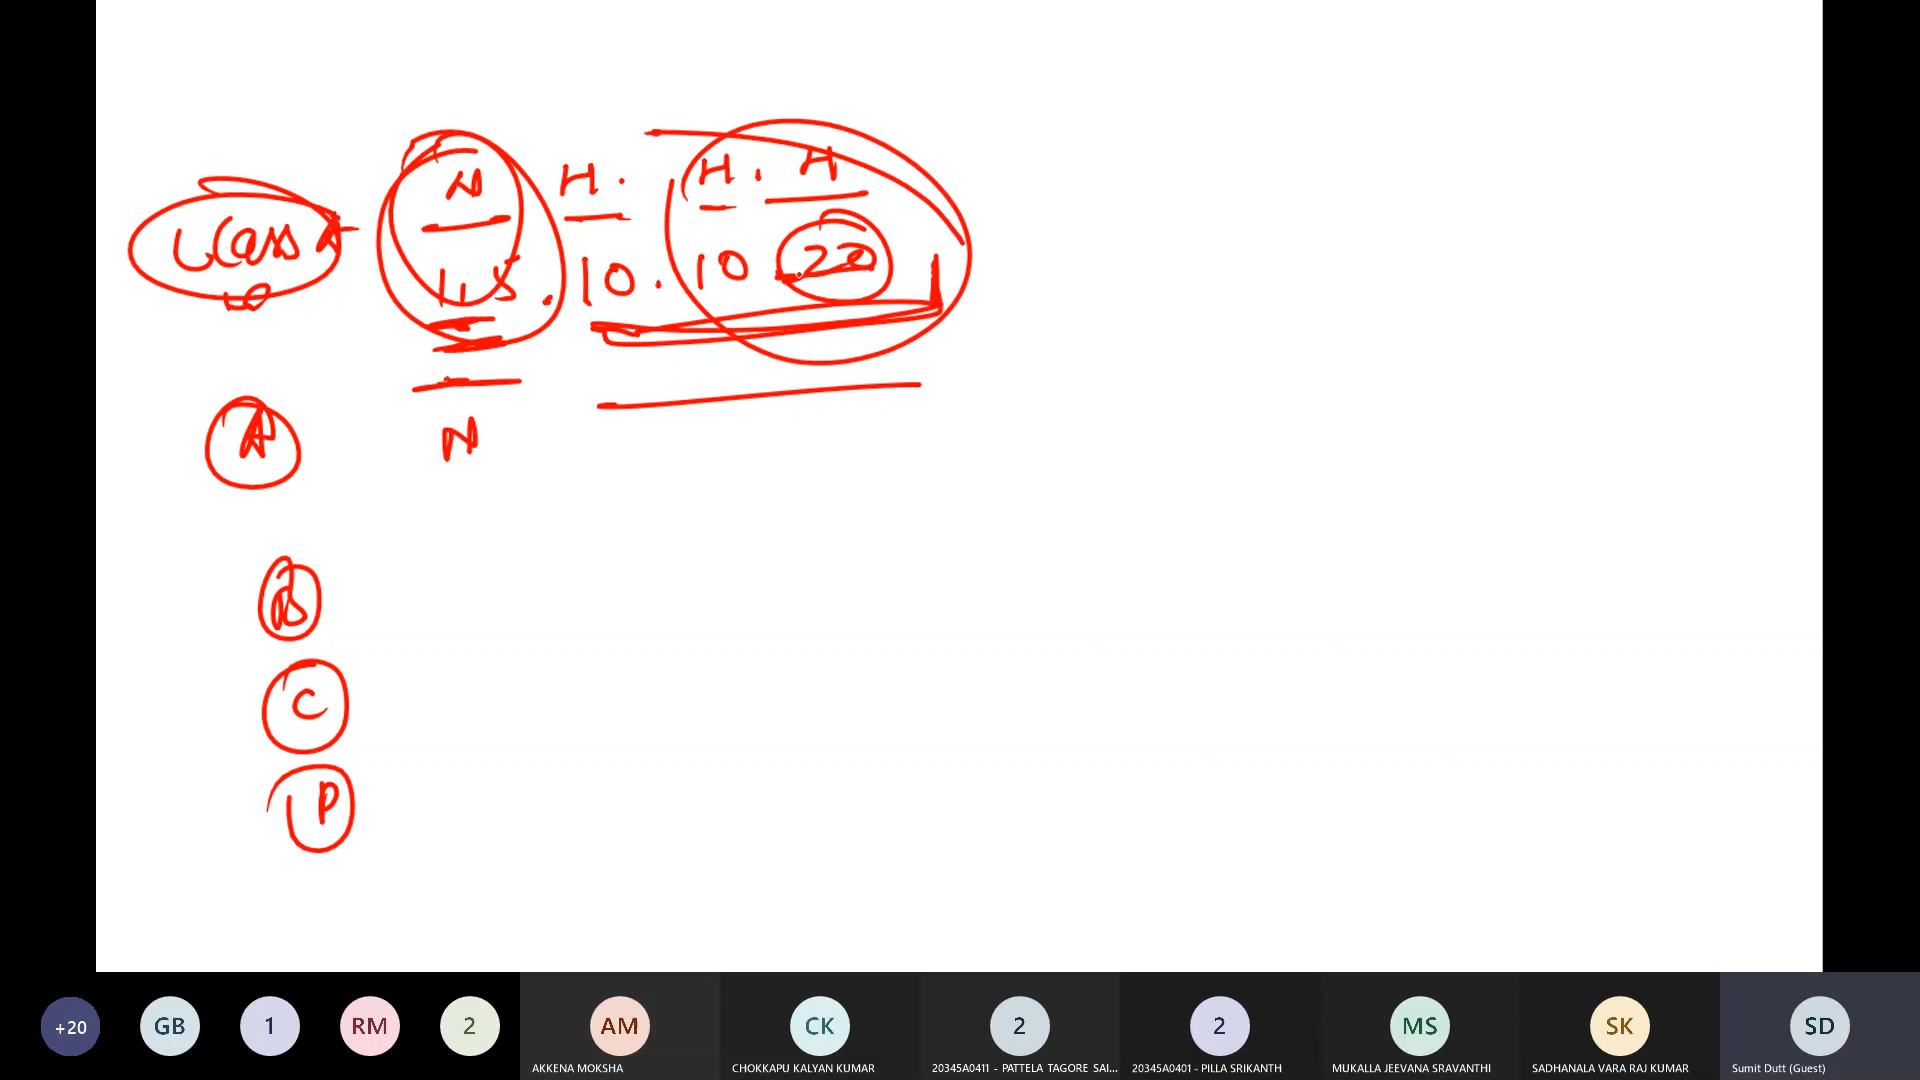 N H. H. H
Class A
115.10.10 20
A
N
B
C
D
+20 GB 1 RM 2 AM CK 2 2 MS SK SD
AKKENA MOKSHA CHOKKAPU KALYAN KUMAR 20345A0411 - PATTELA TAGORE SAI... 20345A0401 - PILLA SRIKANTH MUKALLA JEEVANA SRAVANTHI SADHANALA VARA RAJ KUMAR Sumit Dutt (Guest)